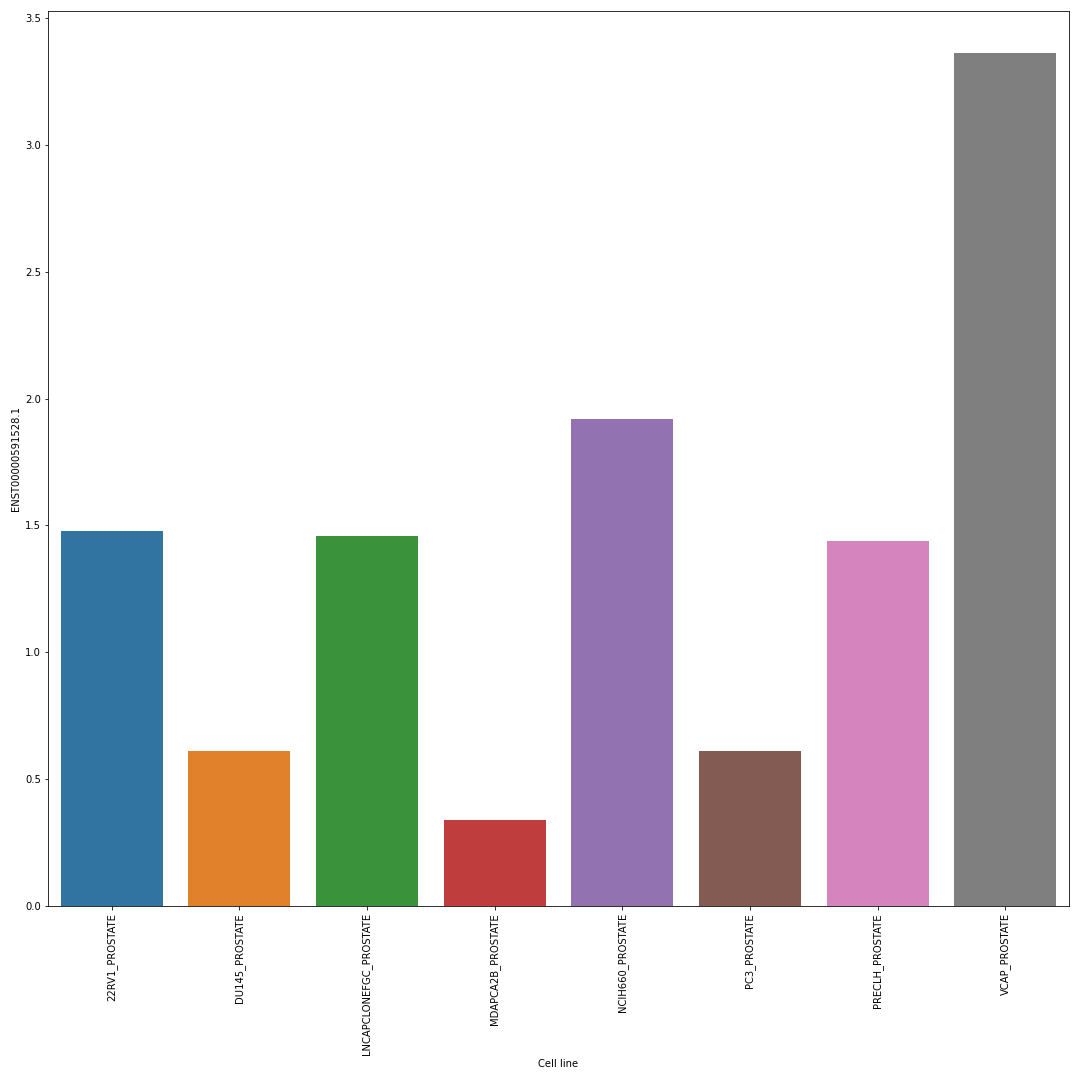 3.5
3.0
2.5
2.0
1.5
1.0
0.5
0.0
ENST00000591528.1
22RV1_PROSTATE
DU145_PROSTATE
LNCAPCLONEFGC_PROSTATE
MDAPCA2B_PROSTATE
NCIH660_PROSTATE
PC3_PROSTATE
PRECLH_PROSTATE
VCAP_PROSTATE
Cell line